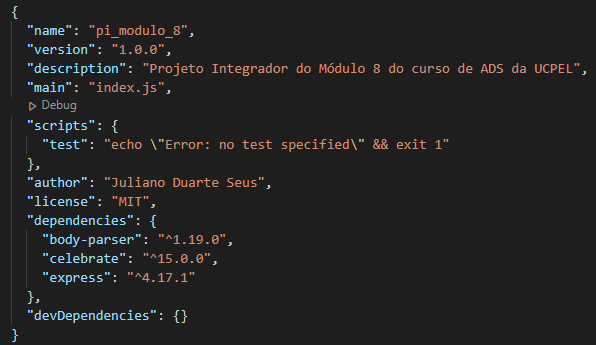 {
"name": "pi_modulo_8",
"version": "1.0.0",
"description": "Projeto Integrador do Módulo 8 do curso de ADS da UCPEL",
"main": "index.js",
Debug
"scripts": {
"test": "echo \"Error: no test specified\" && exit 1"
},
"author": "Juliano Duarte Seus",
"license": "MIT",
"dependencies": {
"body-parser": "^1.19.0",
"celebrate": "^15.0.0",
"express": "^4.17.1"
},
"devDependencies": {}
}